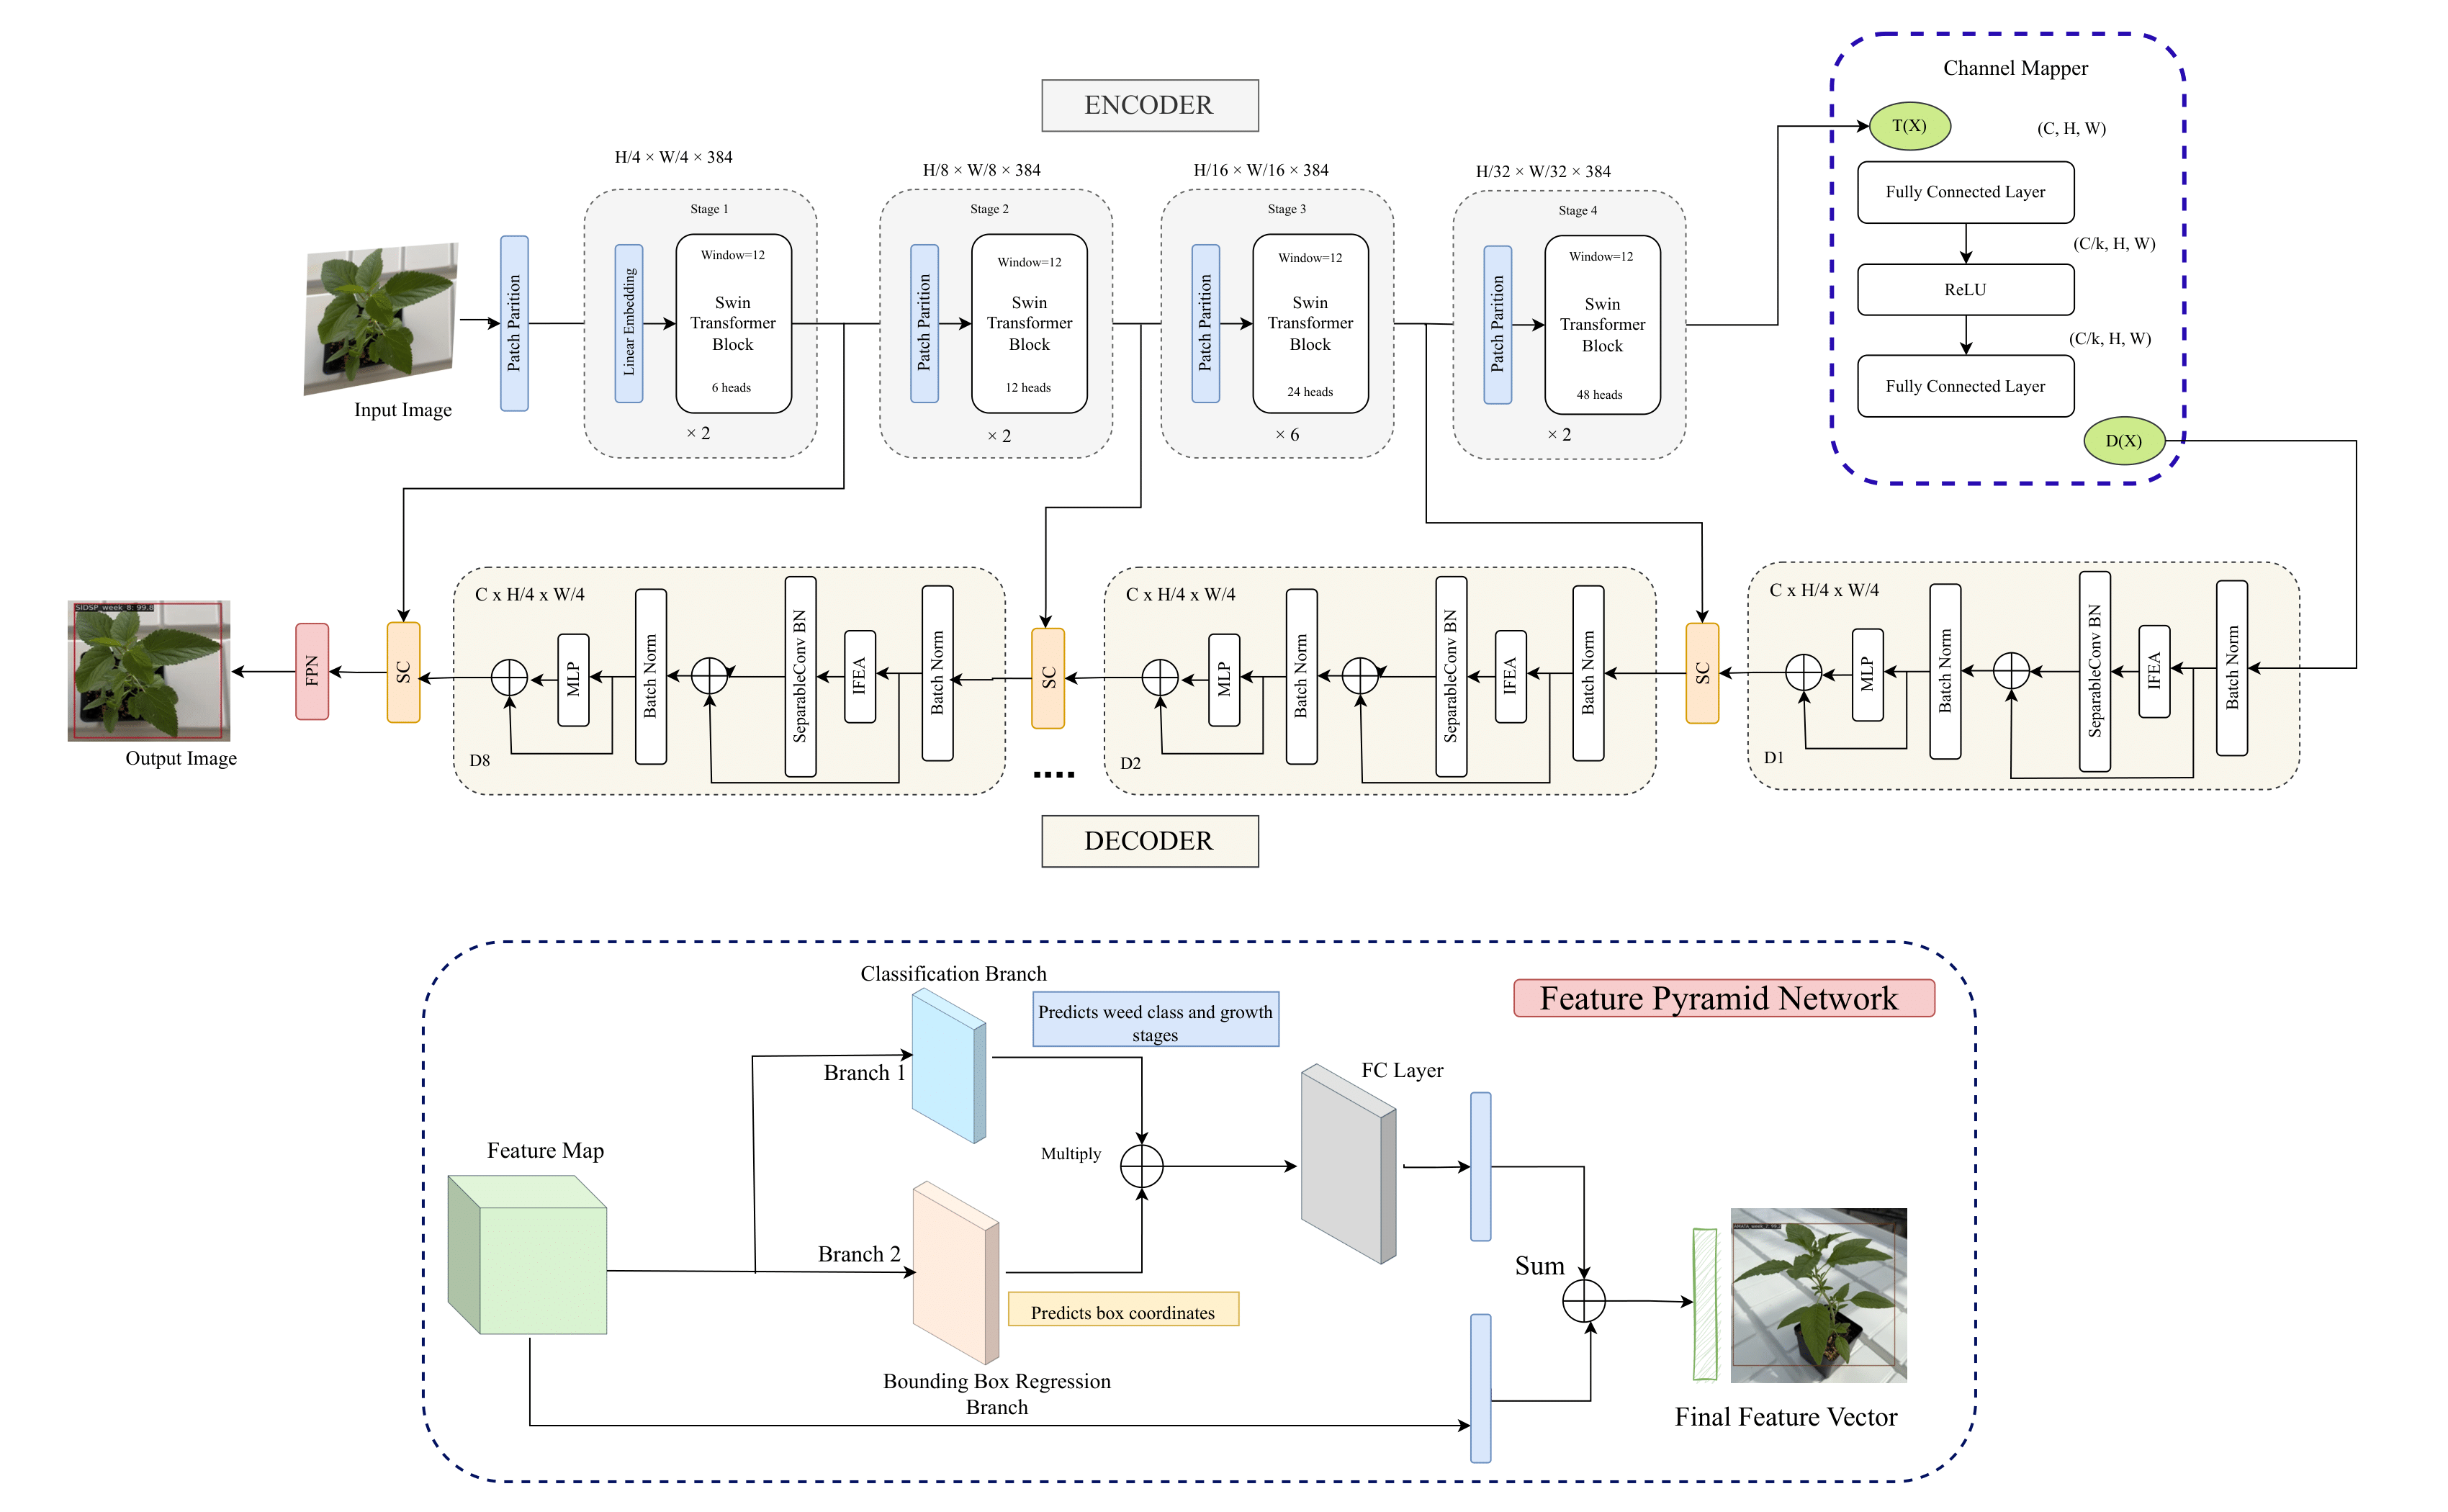 ENCODER
Channel Mapper
T(X)
(C, H, W)
Fully Connected Layer
(C/k, H, W)
ReLU
(C/k, H, W)
Fully Connected Layer
D(X)
H/4 × W/4 × 384
H/8 × W/8 × 384
H/16 × W/16 × 384
H/32 × W/32 × 384
Input Image
Patch Parition
Stage 1
Linear Embedding
Window=12
Swin
Transformer
Block
6 heads
× 2
Stage 2
Patch Parition
Window=12
Swin
Transformer
Block
12 heads
× 2
Stage 3
Patch Parition
Window=12
Swin
Transformer
Block
24 heads
× 6
Stage 4
Patch Parition
Window=12
Swin
Transformer
Block
48 heads
× 2
SIDSP_week_8: 99.8
Output Image
FPN
SC
C x H/4 x W/4
MLP
Batch Norm
SeparableConv BN
IFEA
Batch Norm
D8
SC
....
C x H/4 x W/4
MLP
Batch Norm
SeparableConv BN
IFEA
Batch Norm
D2
SC
C x H/4 x W/4
MLP
Batch Norm
SeparableConv BN
IFEA
Batch Norm
D1
DECODER
Feature Pyramid Network
Classification Branch
Predicts weed class and growth
stages
Branch 1
FC Layer
Feature Map
Multiply
Branch 2
Predicts box coordinates
Bounding Box Regression
Branch
Sum
Final Feature Vector